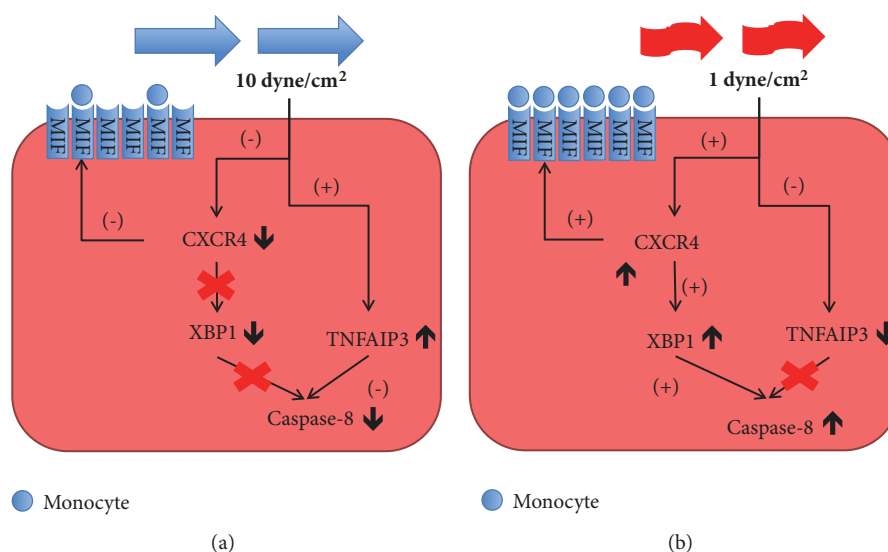 10 dyne/cm²
MIF MIF MIF MIF MIF MIF
(-)
(+)
(-)
CXCR4
XBP1
TNFAIP3
(-)
Caspase-8
Monocyte
(a)
1 dyne/cm²
MIF MIF MIF MIF MIF MIF
(+)
(-)
(+)
CXCR4
(+)
XBP1
TNFAIP3
(+)
Caspase-8
Monocyte
(b)